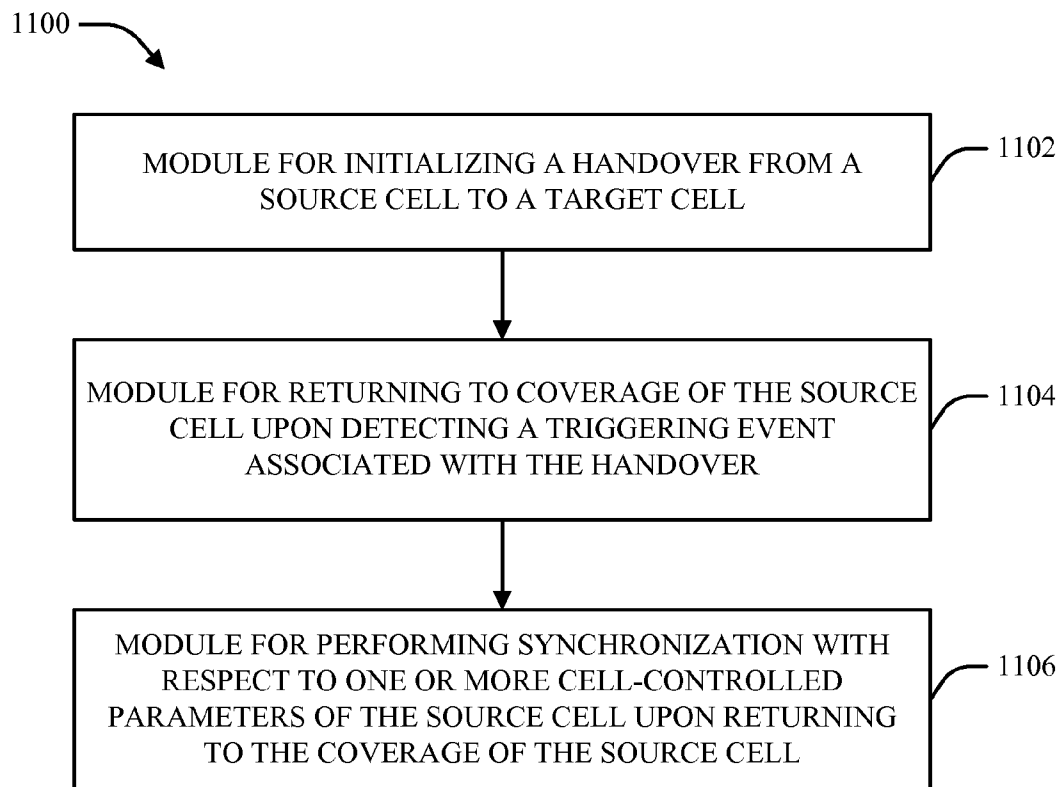 1100
MODULE FOR INITIALIZING A HANDOVER FROM A
SOURCE CELL TO A TARGET CELL
1102
MODULE FOR RETURNING TO COVERAGE OF THE SOURCE
CELL UPON DETECTING A TRIGGERING EVENT
ASSOCIATED WITH THE HANDOVER
1104
MODULE FOR PERFORMING SYNCHRONIZATION WITH
RESPECT TO ONE OR MORE CELL-CONTROLLED
PARAMETERS OF THE SOURCE CELL UPON RETURNING
TO THE COVERAGE OF THE SOURCE CELL
1106